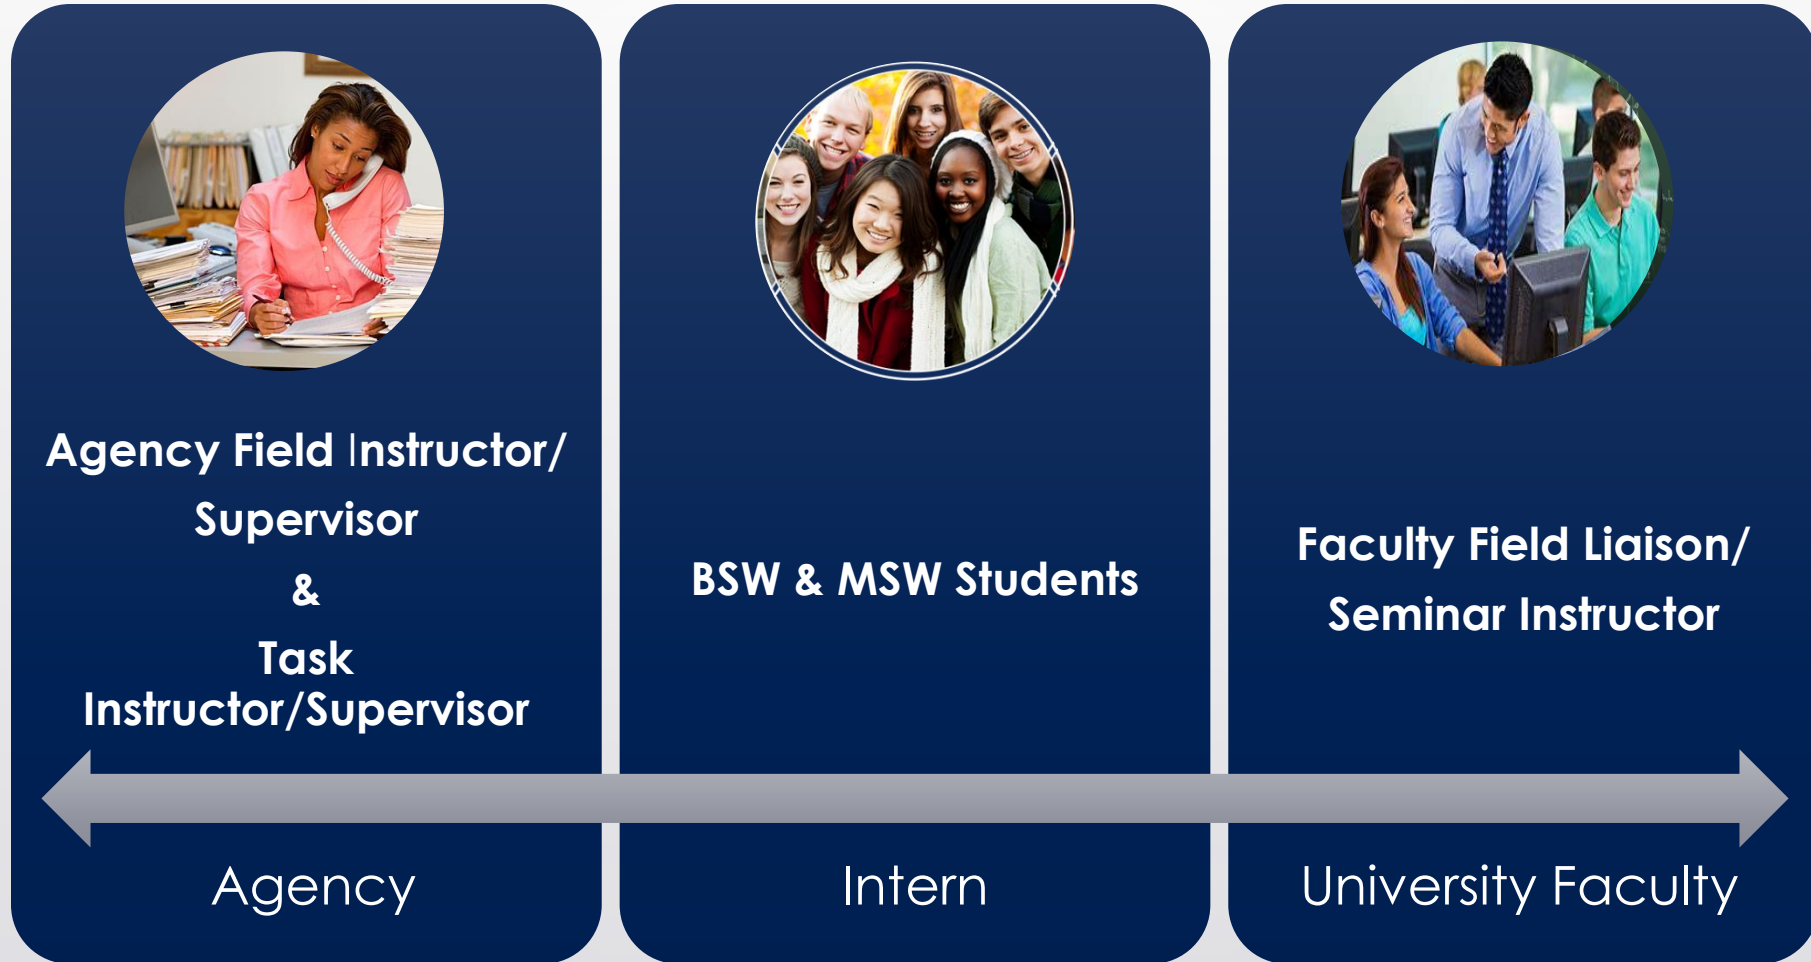 Agency Field Instructor/
Supervisor
&
Task
Instructor/Supervisor
Agency
BSW & MSW Students
Intern
Faculty Field Liaison/
Seminar Instructor
University Faculty